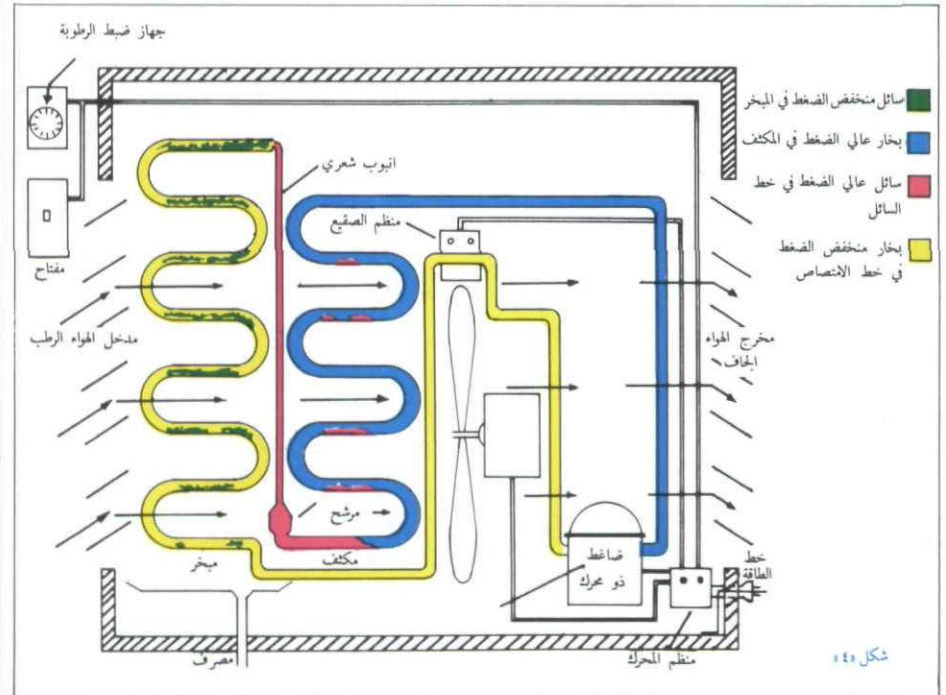 جهاز ضبط الرطوبة
سائل منخفض الضغط في المبخر
بخار عالي الضغط في المكثف
سائل عالي الضغط في خط
السائل
بخار منخفض الضغط
في خط الامتصاص
انبوب شعري
منظم الصقيع
مفتاح
مدخل الهواء الرطب
مخرج الهواء
الجاف
مرشح
مكثف
مبخر
ضاغط
ذو محرك
خط
الطاقة
مصرف
منظم المحرك
شكل «٤»